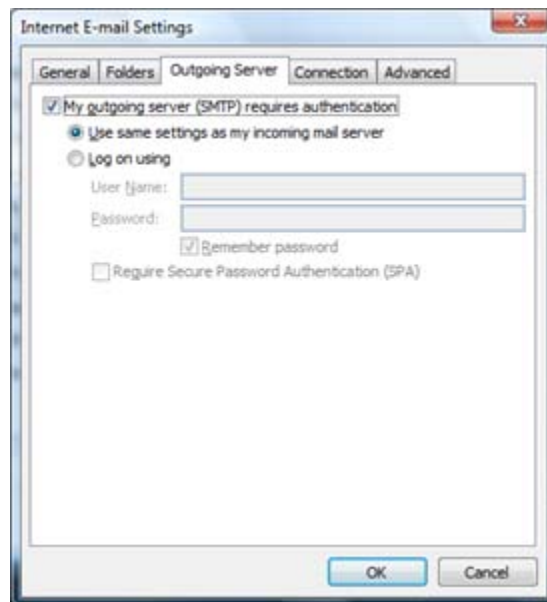 Internet E-mail Settings
General Folders Outgoing Server Connection Advanced
My outgoing server (SMTP) requires authentication
Use same settings as my incoming mail server
Log on using
User Name:
Password:
Remember password
Require Secure Password Authentication (SPA)
OK Cancel